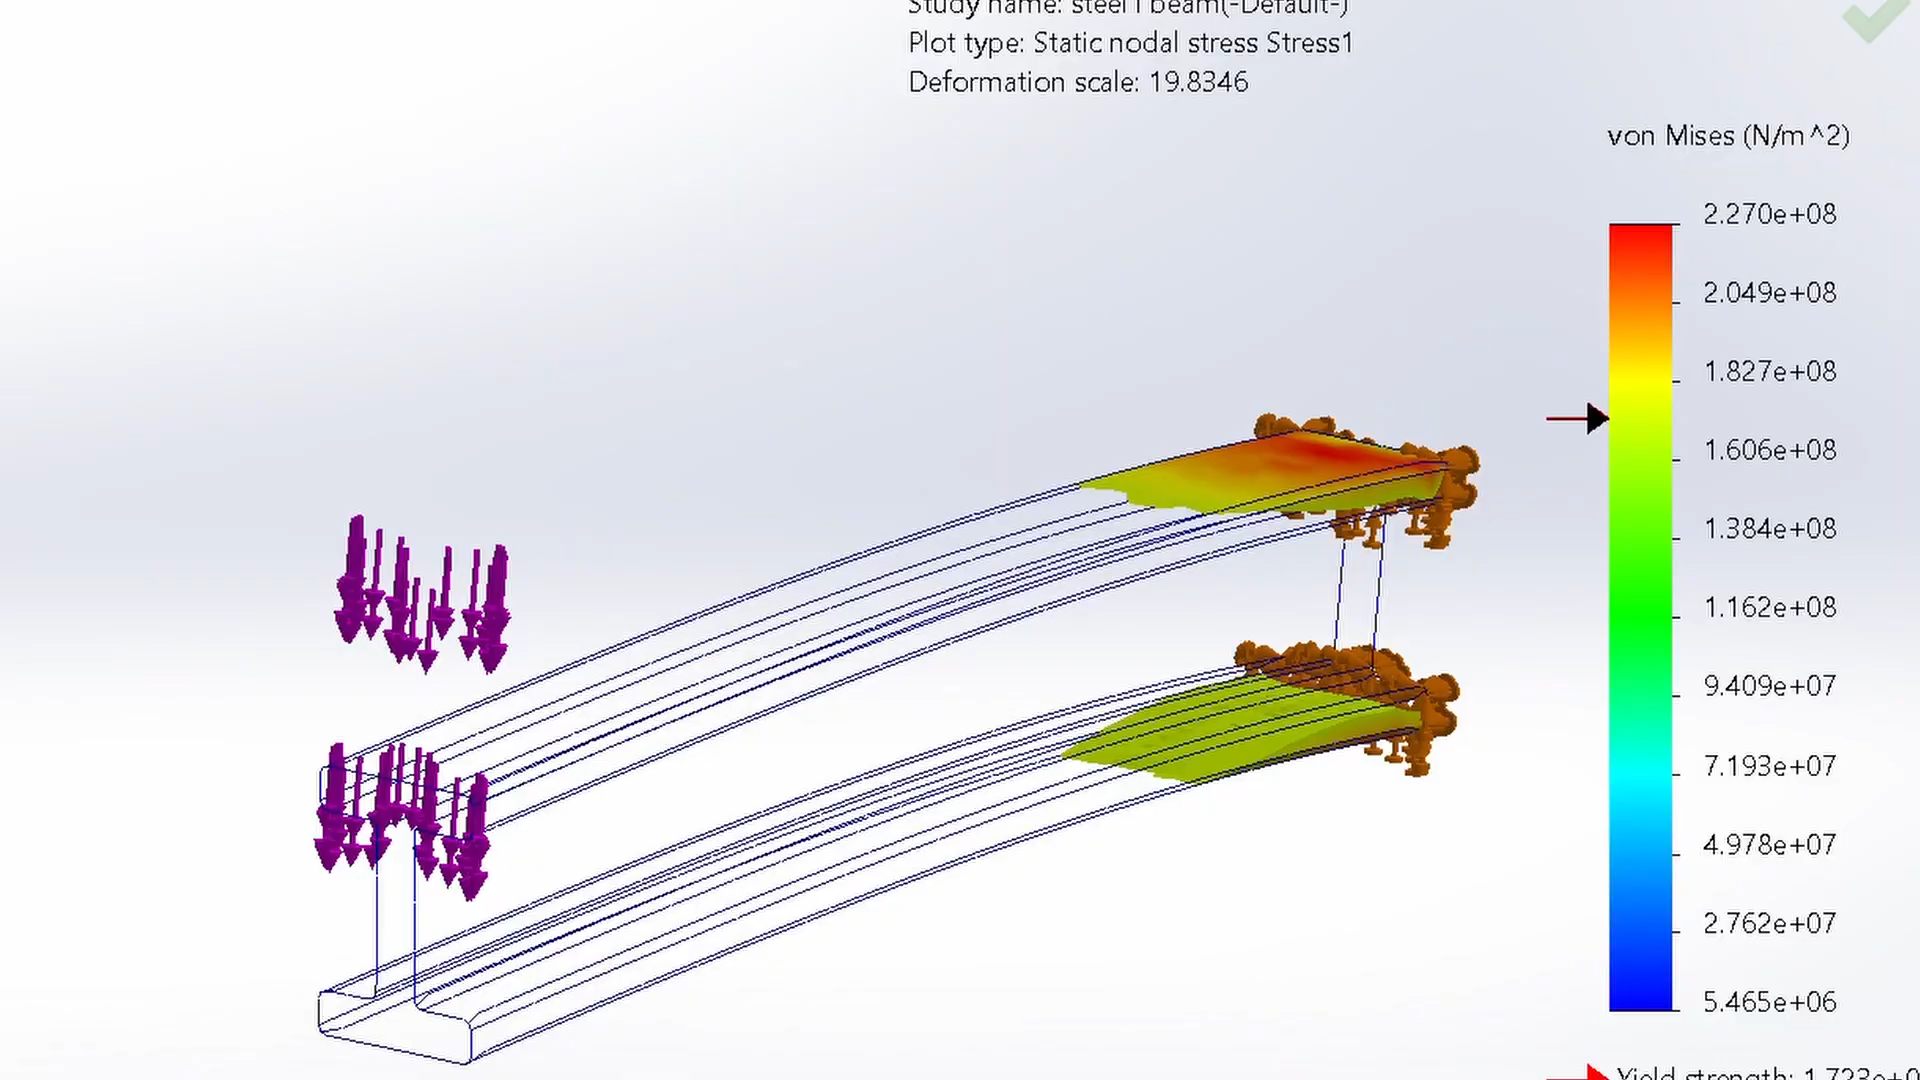 Study name: steel I beam(-Default-)
Plot type: Static nodal stress Stress1
Deformation scale: 19.8346
von Mises (N/m^2)
2.270e+08
2.049e+08
1.827e+08
1.606e+08
1.384e+08
1.162e+08
9.409e+07
7.193e+07
4.978e+07
2.762e+07
5.465e+06
Yield strength: 1.723e+0